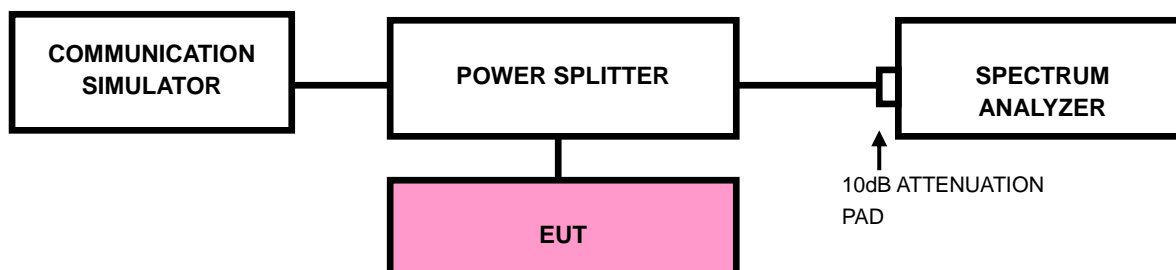 COMMUNICATION
SIMULATOR
POWER SPLITTER
SPECTRUM
ANALYZER
10dB ATTENUATION
PAD
EUT